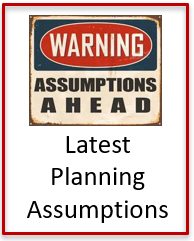 WARNING
ASSUMPTIONS
AHEAD
Latest
Planning
Assumptions